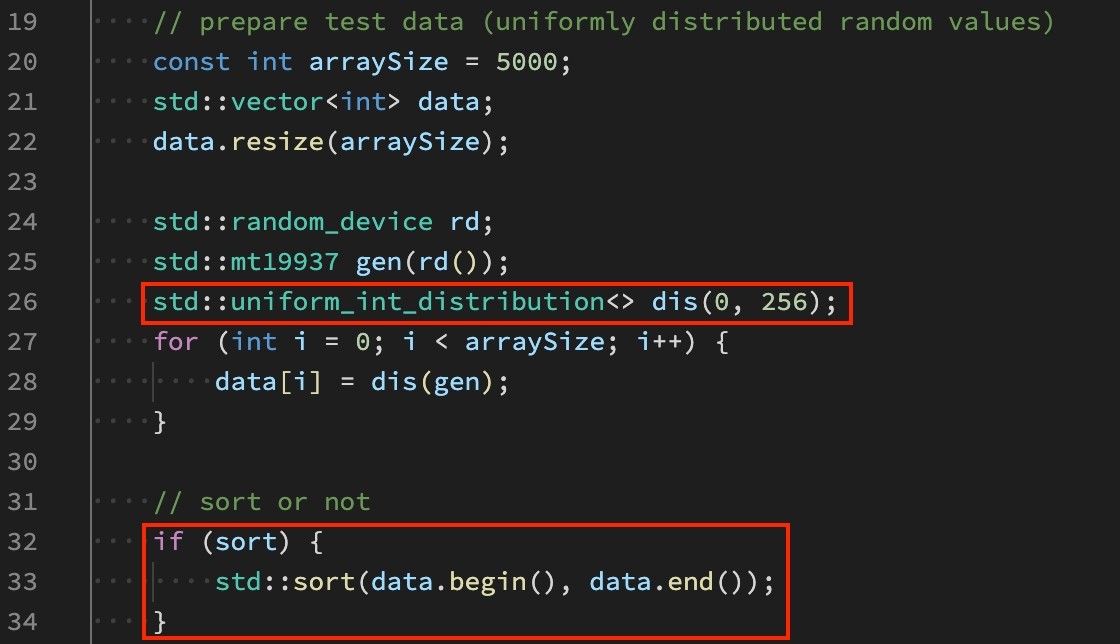 19 // prepare test data (uniformly distributed random values)
20 const int arraySize = 5000;
21 std::vector<int> data;
22 data.resize(arraySize);
23
24 std::random_device rd;
25 std::mt19937 gen(rd());
26 std::uniform_int_distribution<> dis(0, 256);
27 for (int i = 0; i < arraySize; i++) {
28 data[i] = dis(gen);
29 }
30
31 // sort or not
32 if (sort) {
33 std::sort(data.begin(), data.end());
34 }